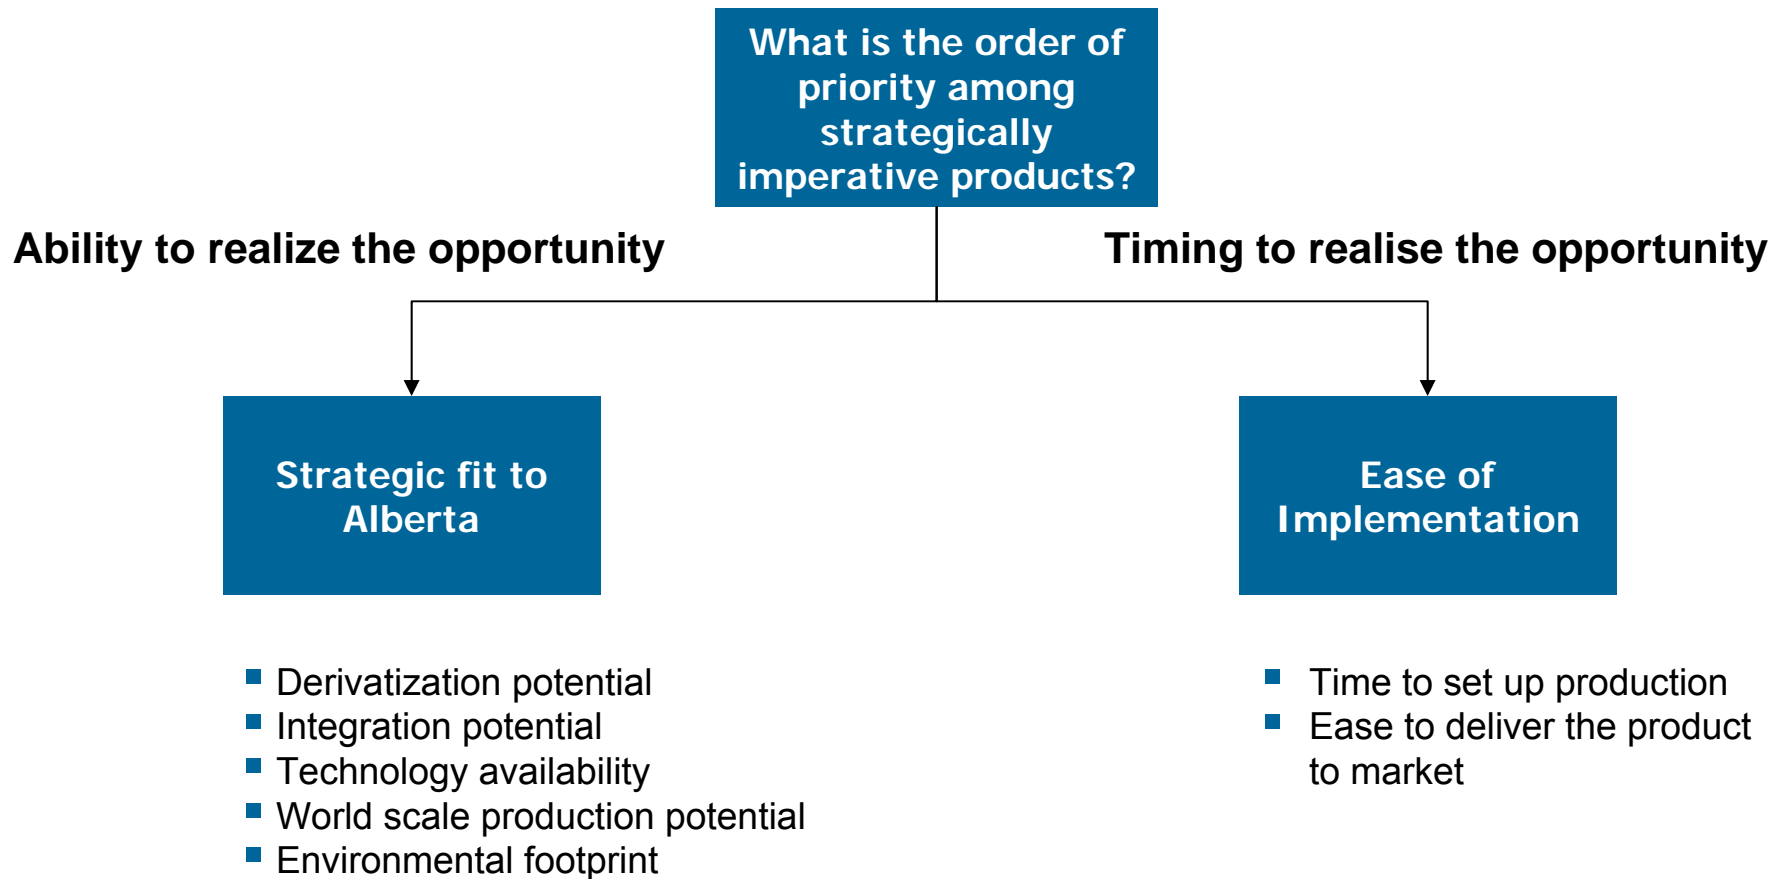 What is the order of
priority among
strategically
imperative products?
Ability to realize the opportunity
Timing to realise the opportunity
Strategic fit to
Alberta
Ease of
Implementation
Derivatization potential
Integration potential
Technology availability
World scale production potential
Environmental footprint
Time to set up production
Ease to deliver the product
to market